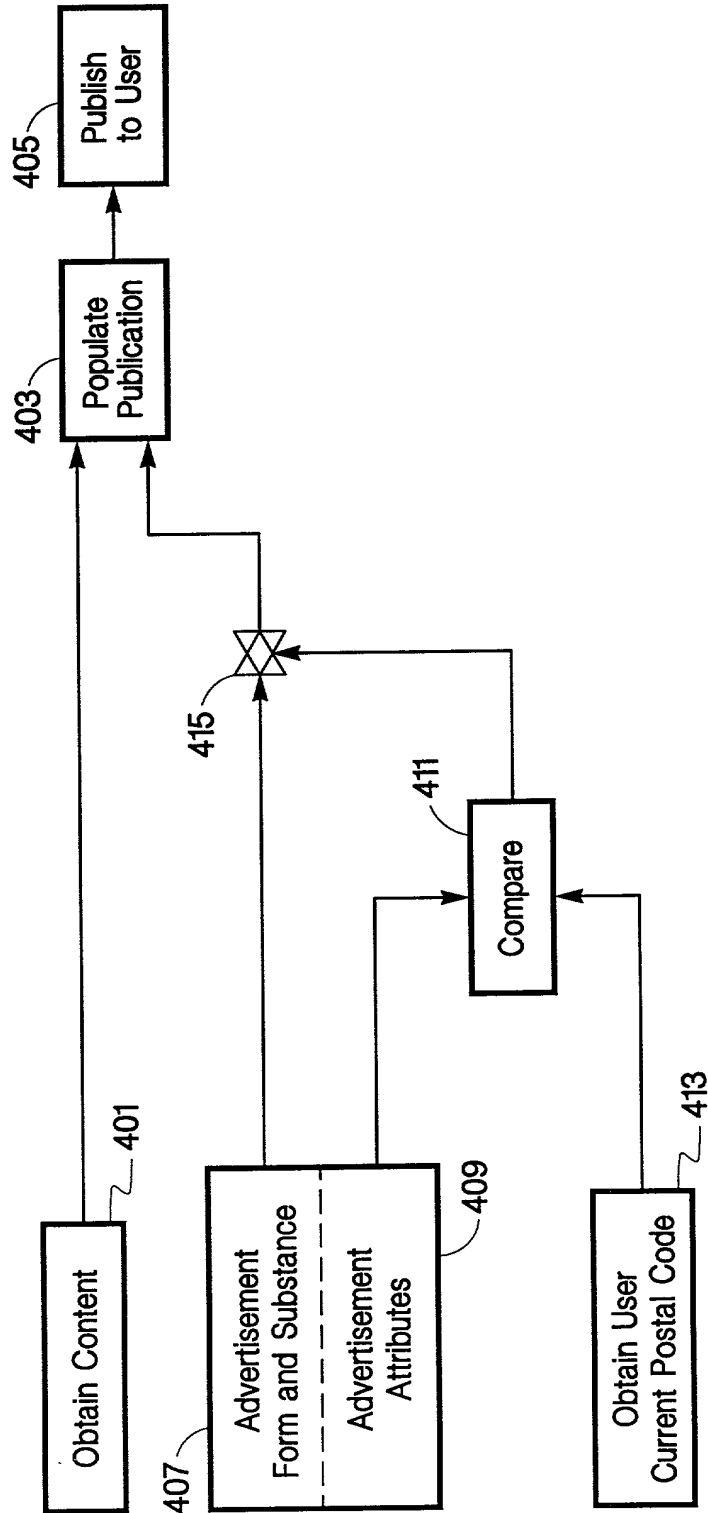 Obtain Content
401
Populate
Publication
403
Publish
to User
405
407
Advertisement
Form and Substance
Advertisement
Attributes
409
415
Compare
411
Obtain User
Current Postal Code
413